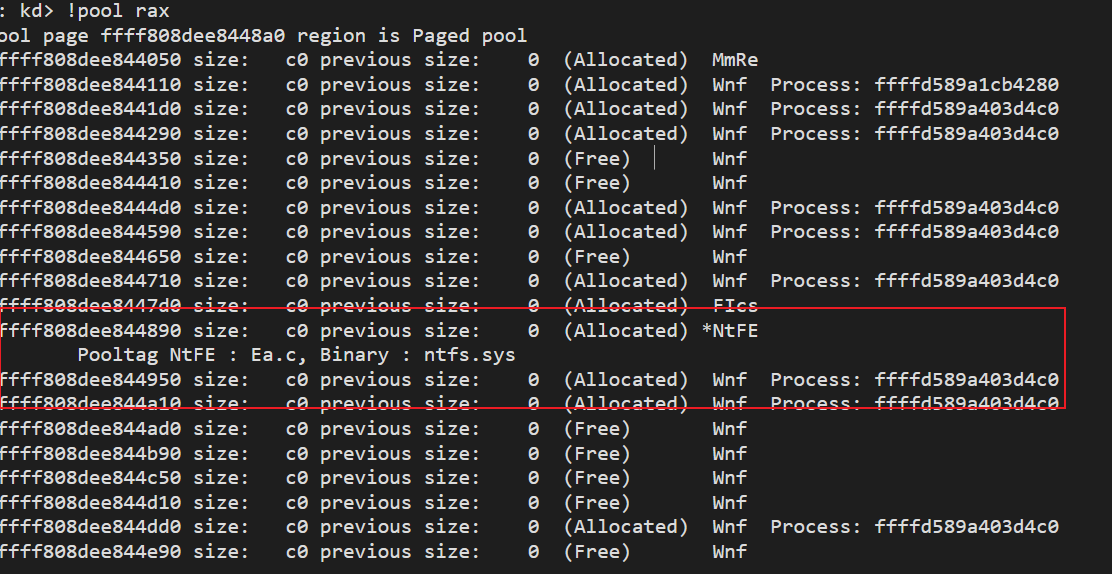 : kd> !pool rax
ool page ffff808dee8448a0 region is Paged pool
ffff808dee844050 size:   c0 previous size:    0  (Allocated)  MmRe
ffff808dee844110 size:   c0 previous size:    0  (Allocated)  Wnf  Process: ffffd589a1cb4280
ffff808dee8441d0 size:   c0 previous size:    0  (Allocated)  Wnf  Process: ffffd589a403d4c0
ffff808dee844290 size:   c0 previous size:    0  (Allocated)  Wnf  Process: ffffd589a403d4c0
ffff808dee844350 size:   c0 previous size:    0  (Free)       Wnf
ffff808dee844410 size:   c0 previous size:    0  (Free)       Wnf
ffff808dee8444d0 size:   c0 previous size:    0  (Allocated)  Wnf  Process: ffffd589a403d4c0
ffff808dee844590 size:   c0 previous size:    0  (Allocated)  Wnf  Process: ffffd589a403d4c0
ffff808dee844650 size:   c0 previous size:    0  (Free)       Wnf
ffff808dee844710 size:   c0 previous size:    0  (Allocated)  Wnf  Process: ffffd589a403d4c0
ffff808dee8447d0 size:   c0 previous size:    0  (Allocated)  FIcs
ffff808dee844890 size:   c0 previous size:    0  (Allocated) *NtFE
Pooltag NtFE : Ea.c, Binary : ntfs.sys
ffff808dee844950 size:   c0 previous size:    0  (Allocated)  Wnf  Process: ffffd589a403d4c0
ffff808dee844a10 size:   c0 previous size:    0  (Allocated)  Wnf  Process: ffffd589a403d4c0
ffff808dee844ad0 size:   c0 previous size:    0  (Free)       Wnf
ffff808dee844b90 size:   c0 previous size:    0  (Free)       Wnf
ffff808dee844c50 size:   c0 previous size:    0  (Free)       Wnf
ffff808dee844d10 size:   c0 previous size:    0  (Free)       Wnf
ffff808dee844dd0 size:   c0 previous size:    0  (Allocated)  Wnf  Process: ffffd589a403d4c0
ffff808dee844e90 size:   c0 previous size:    0  (Free)       Wnf